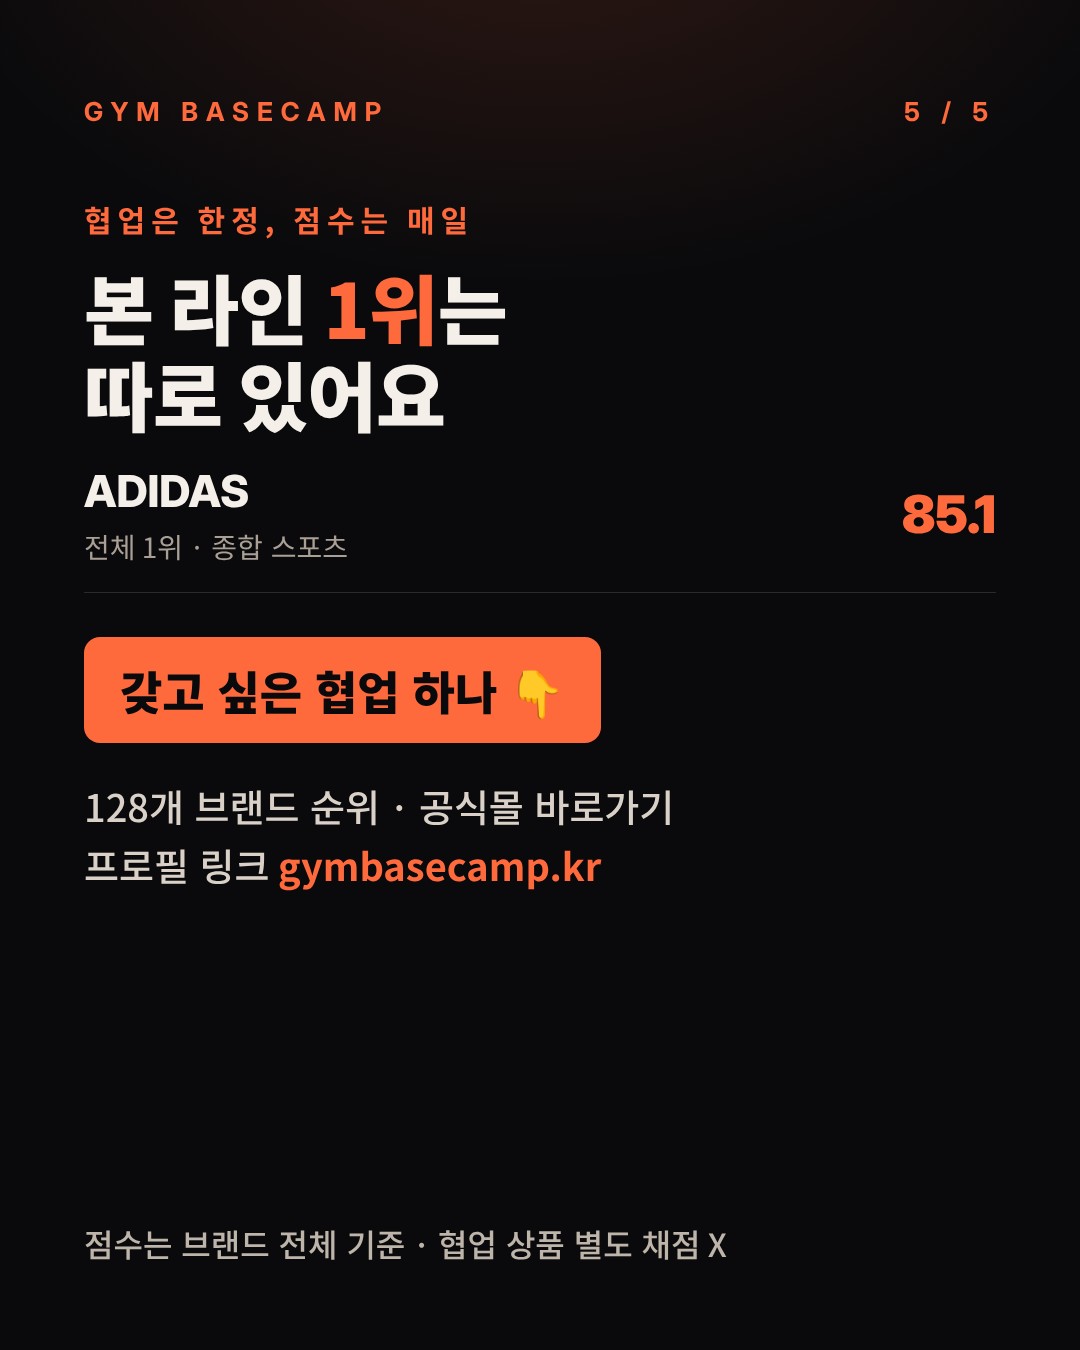 GYM BASECAMP
5 / 5
협업은 한정, 점수는 매일
본 라인 1위는
따로 있어요
ADIDAS
85.1
전체 1위 · 종합 스포츠
갖고 싶은 협업 하나 👇
128개 브랜드 순위 · 공식몰 바로가기
프로필 링크 gymbasecamp.kr
점수는 브랜드 전체 기준 · 협업 상품 별도 채점 X